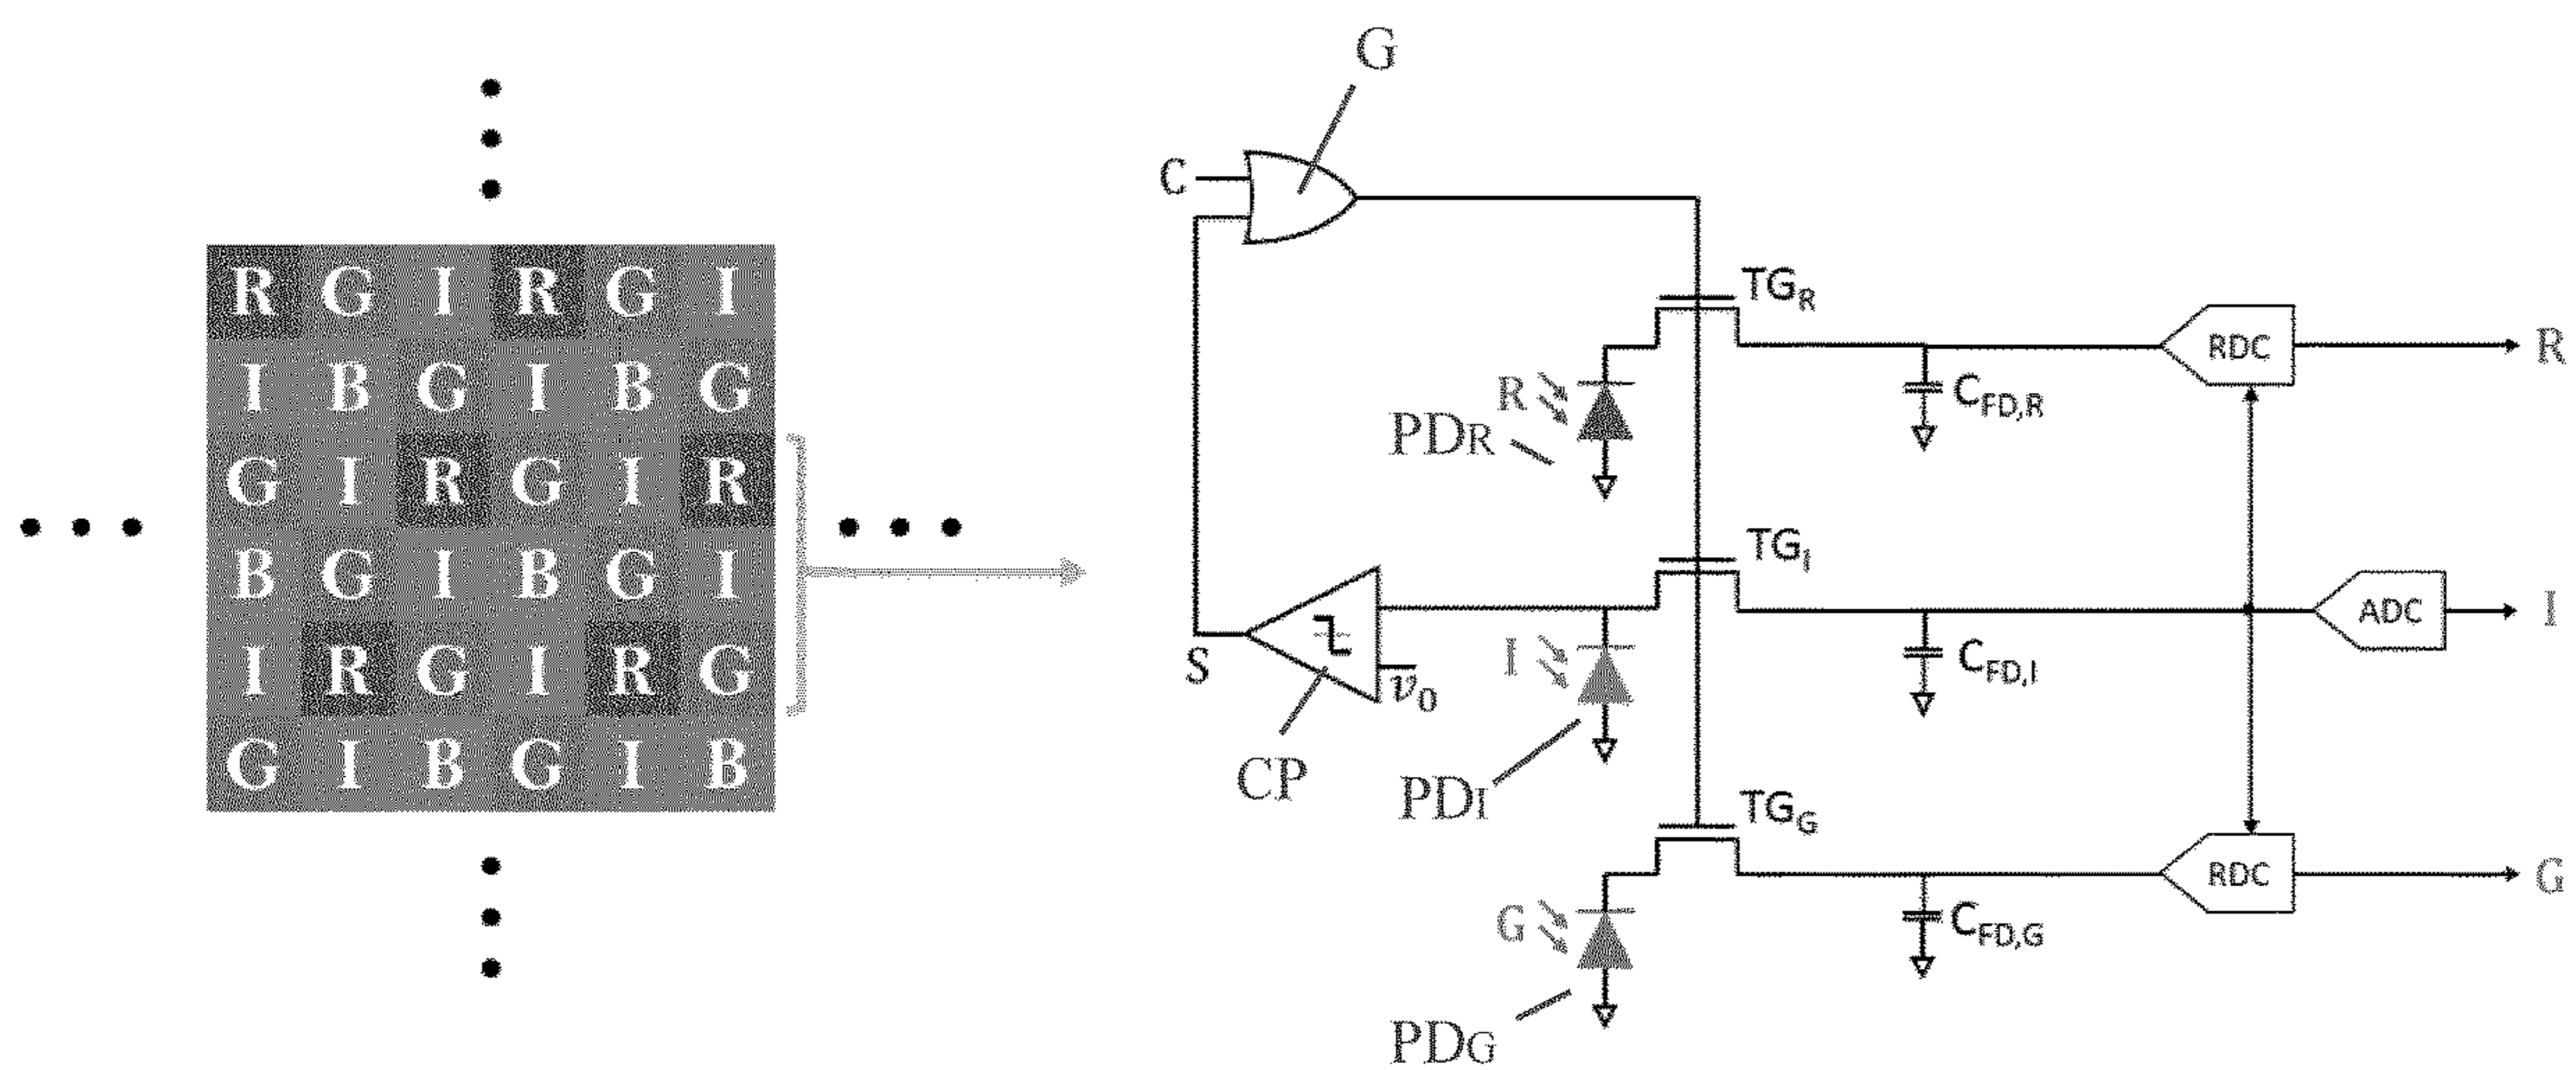 R G I R G I
I B G I B G
G I R G I R
B G I B G I
I R G I R G
G I B G I B
G
C
TG_R
R
PD_R
C_FD,R
RDC
R
TG_I
S
v_0
CP
I
PD_I
C_FD,I
ADC
I
TG_G
G
PD_G
C_FD,G
RDC
G